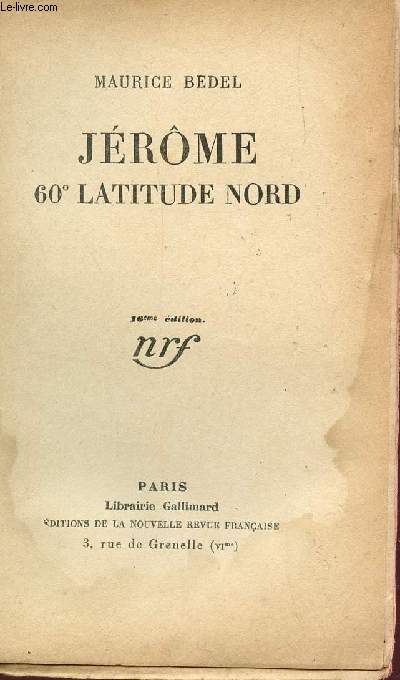 Le-livre.com
MAURICE BEDEL
JÉRÔME
60° LATITUDE NORD
16ème édition.
nrf
PARIS
Librairie Gallimard
ÉDITIONS DE LA NOUVELLE REVUE FRANÇAISE
3, rue de Grenelle (VIme)